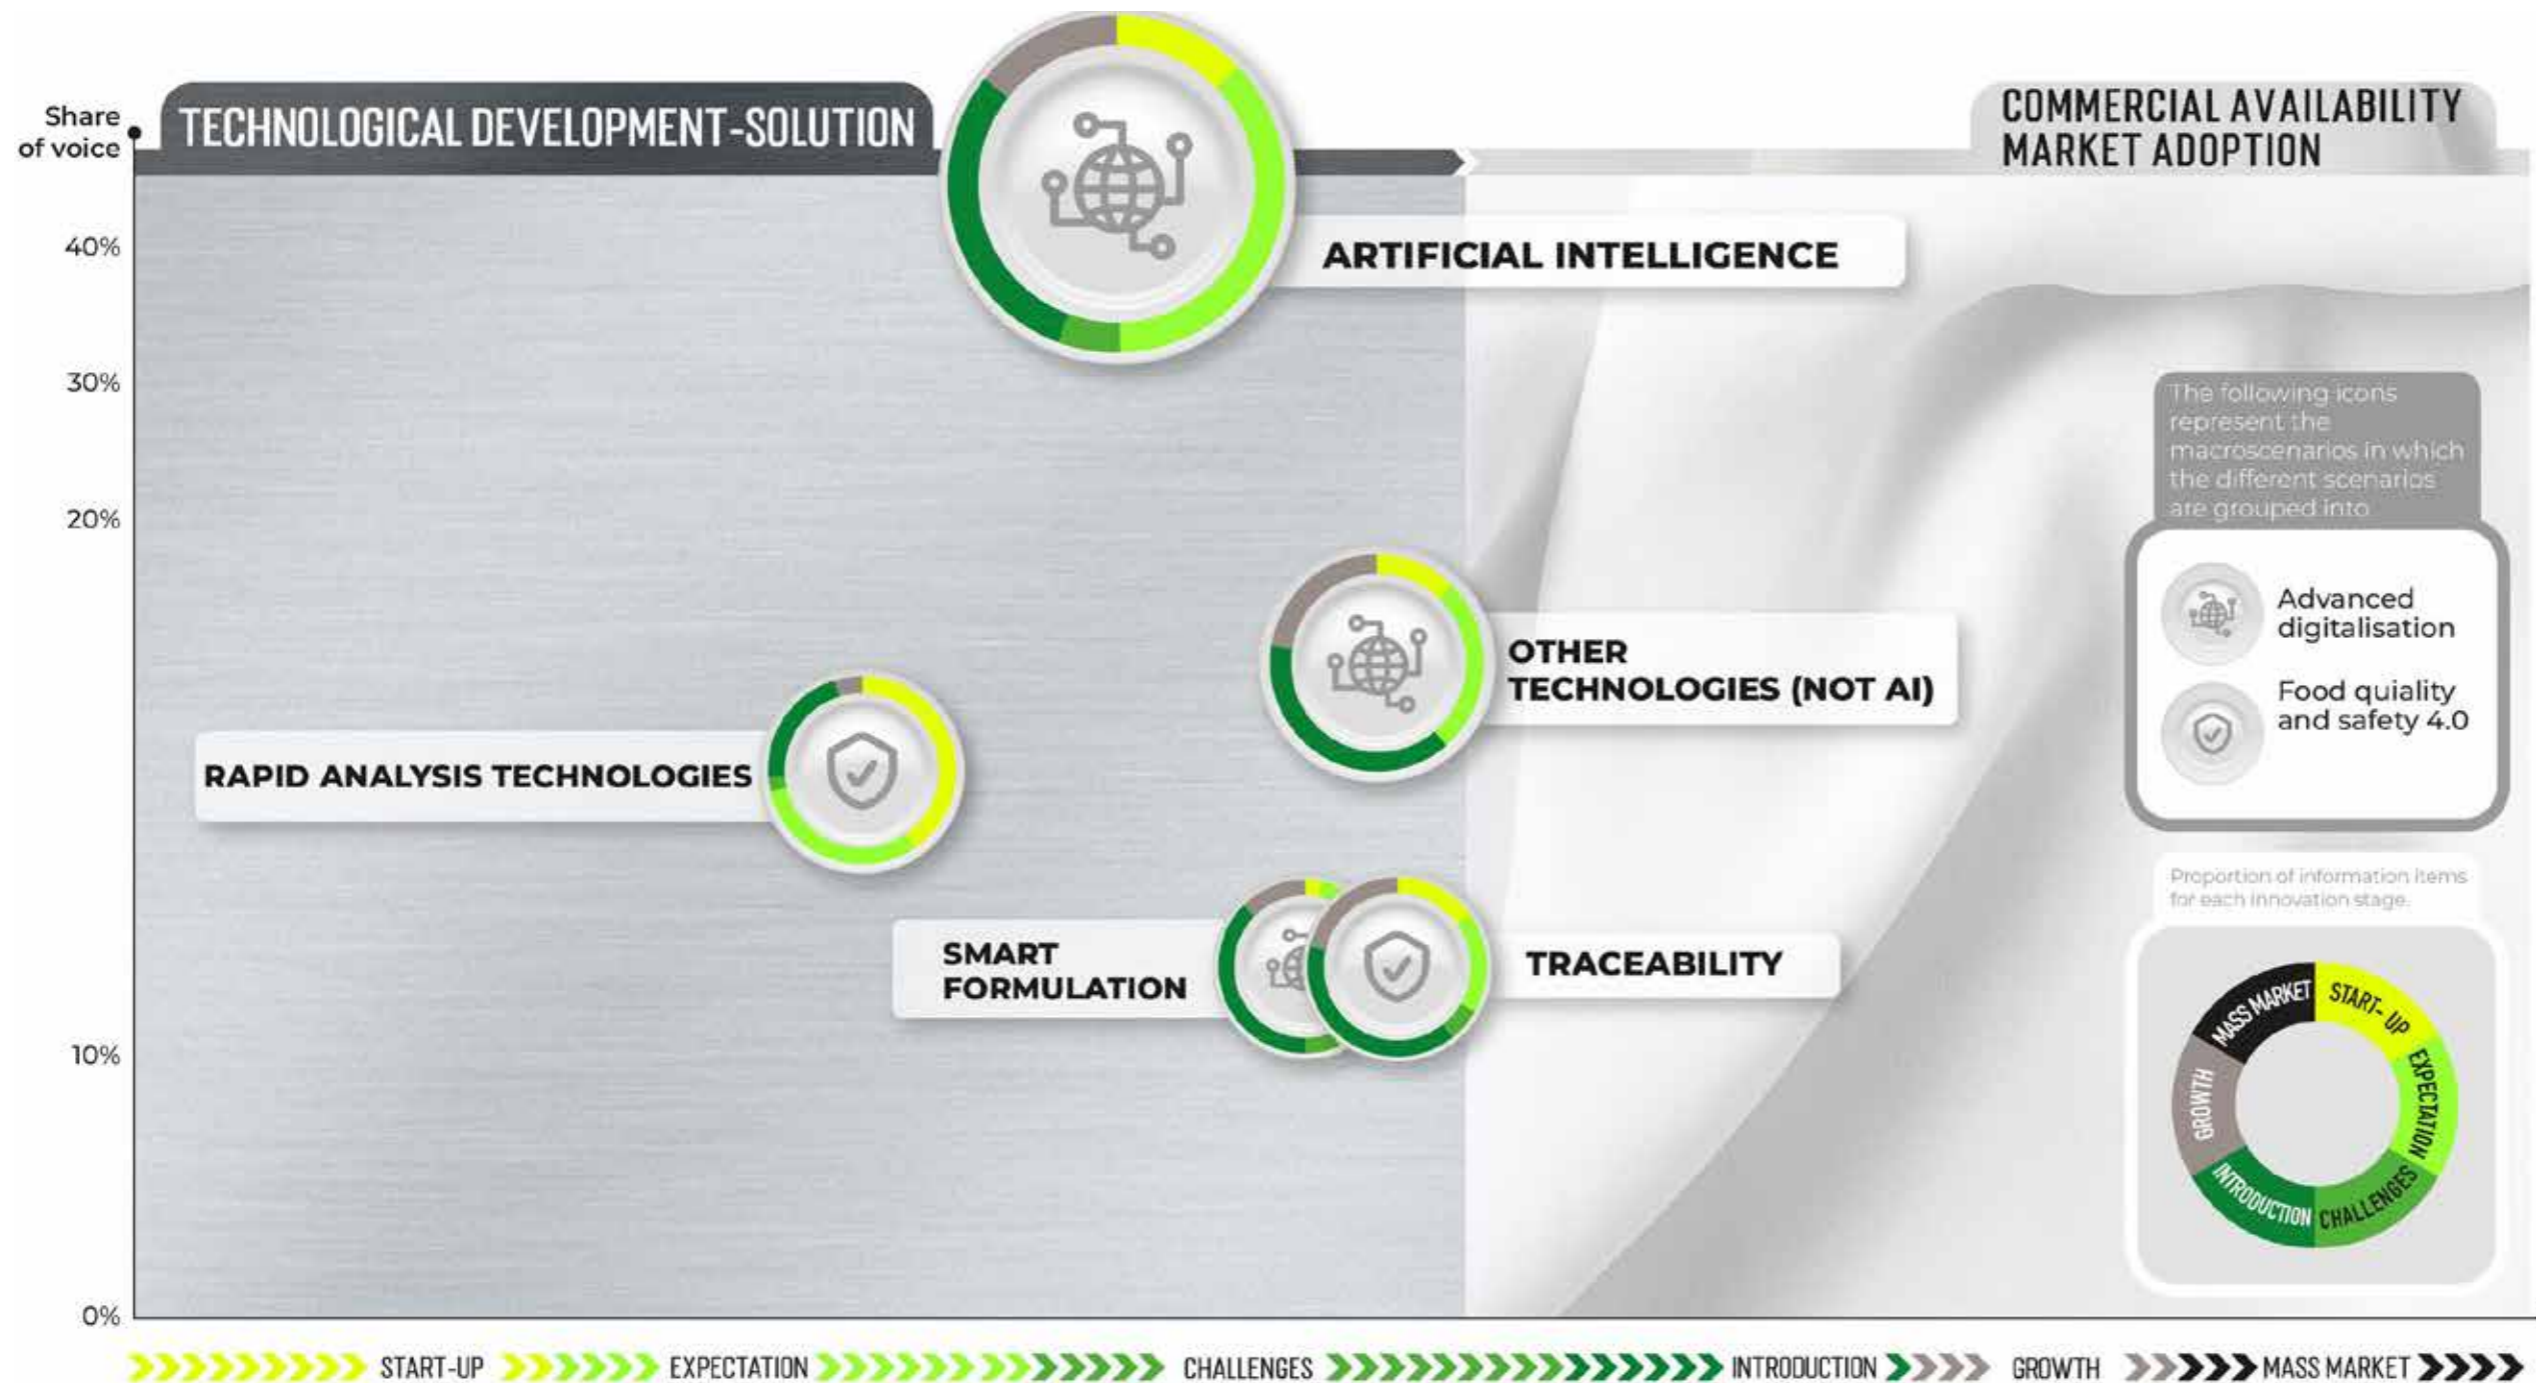 Share
of voice
TECHNOLOGICAL DEVELOPMENT-SOLUTION
COMMERCIAL AVAILABILITY
MARKET ADOPTION
40%
30%
20%
10%
0%
ARTIFICIAL INTELLIGENCE
OTHER
TECHNOLOGIES (NOT AI)
RAPID ANALYSIS TECHNOLOGIES
SMART
FORMULATION
TRACEABILITY
The following icons
represent the
macroscenarios in which
the different scenarios
are grouped into
Advanced
digitalisation
Food quiality
and safety 4.0
Proportion of information items
for each innovation stage.
START- UP
EXPECTATION
CHALLENGES
INTRODUCTION
GROWTH
MASS MARKET
START-UP EXPECTATION CHALLENGES INTRODUCTION GROWTH MASS MARKET